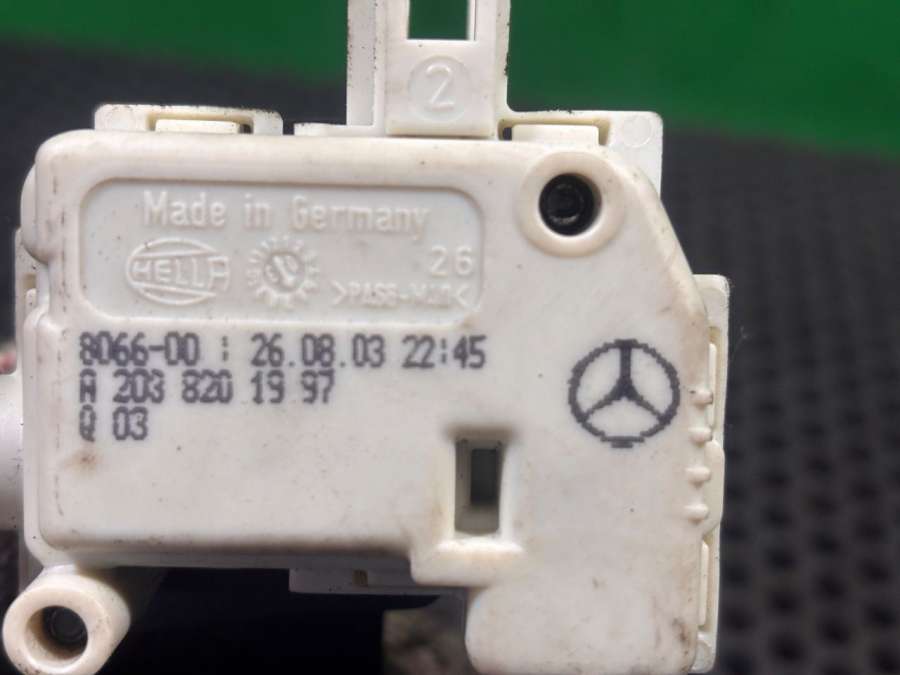 2
Made in Germany
HELLA
26
>PA66-M40<
8066-00 : 26.08.03 22:45
A 203 820 19 97
Q 03